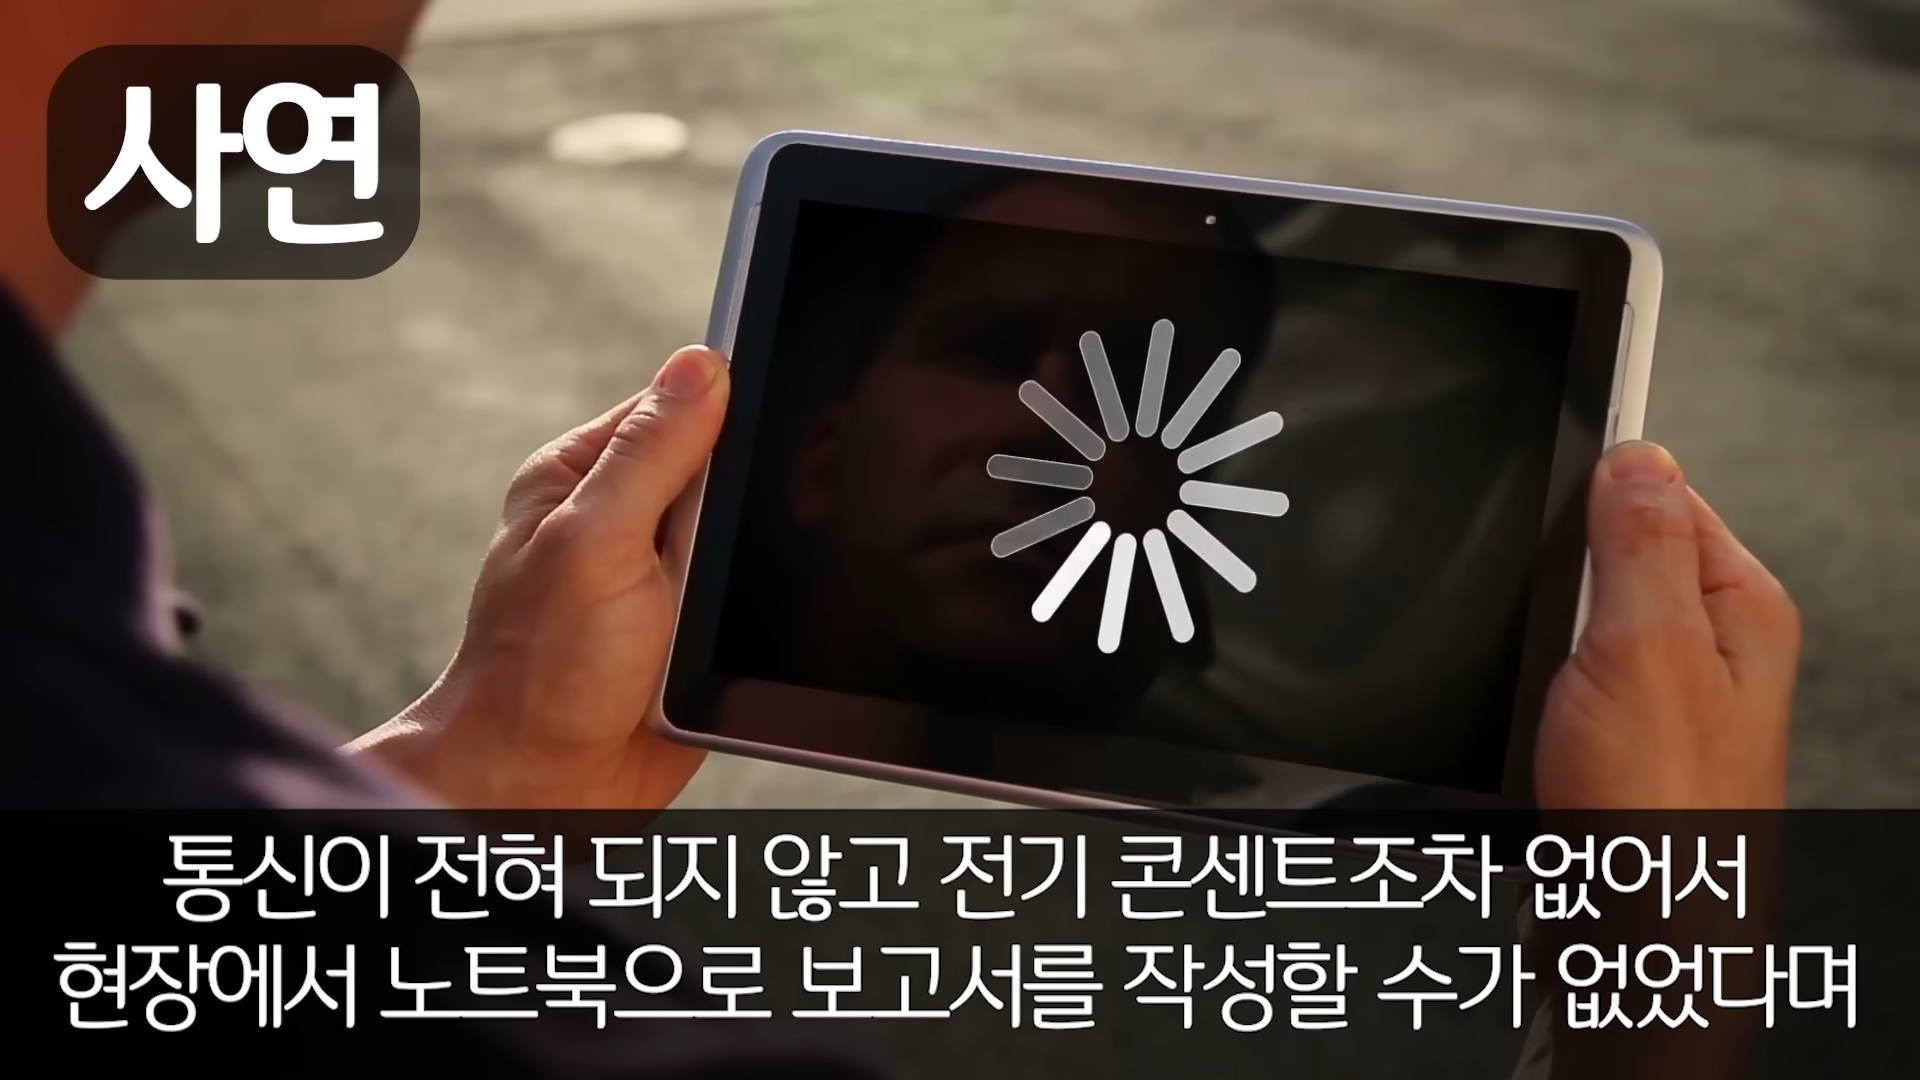 사연
통신이 전혀 되지 않고 전기 콘센트조차 없어서
현장에서 노트북으로 보고서를 작성할 수가 없었다며